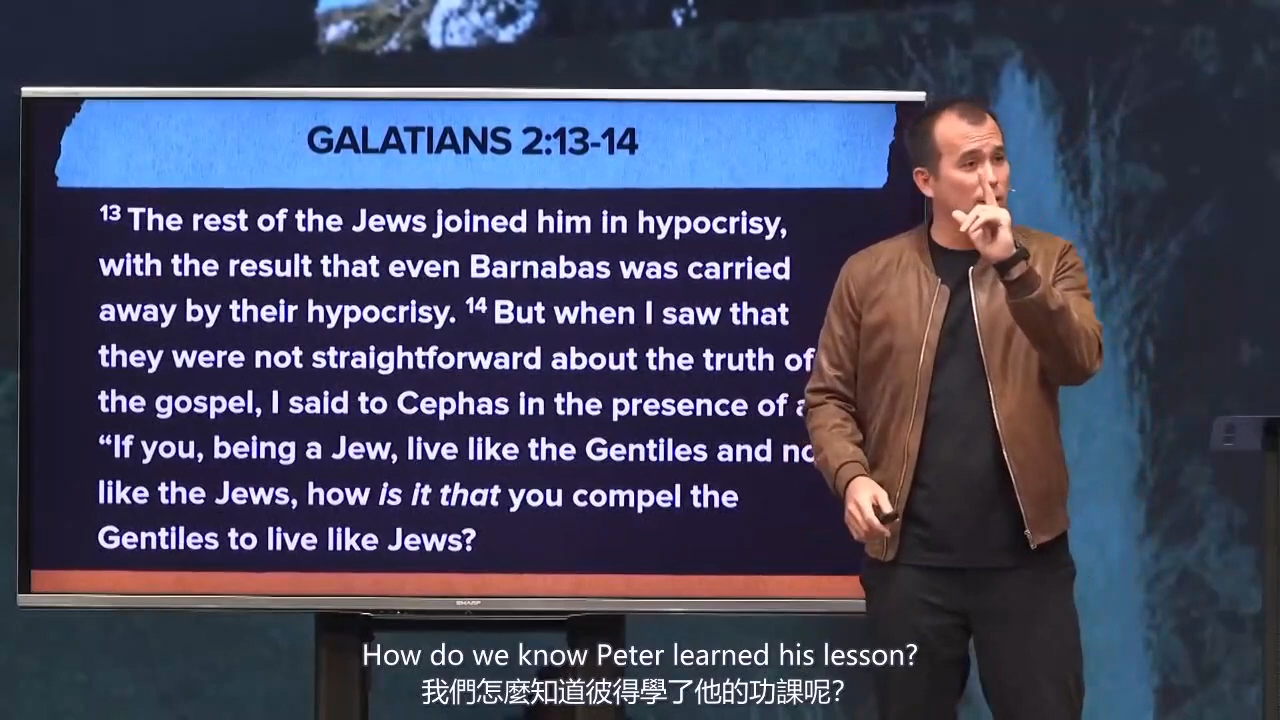 GALATIANS 2:13-14
13 The rest of the Jews joined him in hypocrisy,
with the result that even Barnabas was carried
away by their hypocrisy. 14 But when I saw that
they were not straightforward about the truth of
the gospel, I said to Cephas in the presence of
“If you, being a Jew, live like the Gentiles and
like the Jews, how is it that you compel the
Gentiles to live like Jews?
SHARP
How do we know Peter learned his lesson?
我們怎麼知道彼得學了他的功課呢?